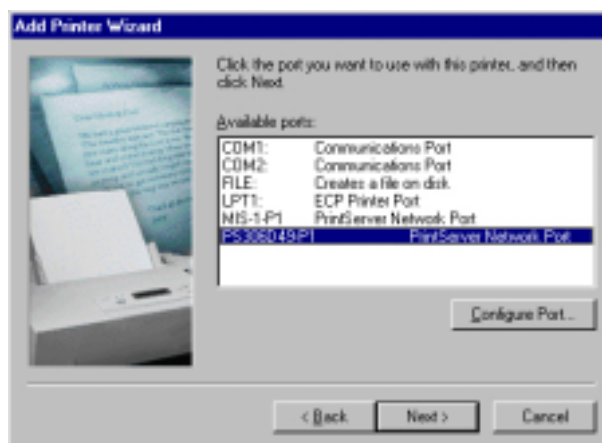 Add Printer Wizard
Click the port you want to use with this printer, and then
click Next.
Available ports:
COM1: Communications Port
COM2: Communications Port
FILE: Creates a file on disk
LPT1: ECP Printer Port
MIS-1-P1 PrintServer Network Port
PS306D49-P1 PrintServer Network Port
Configure Port...
< Back
Next >
Cancel